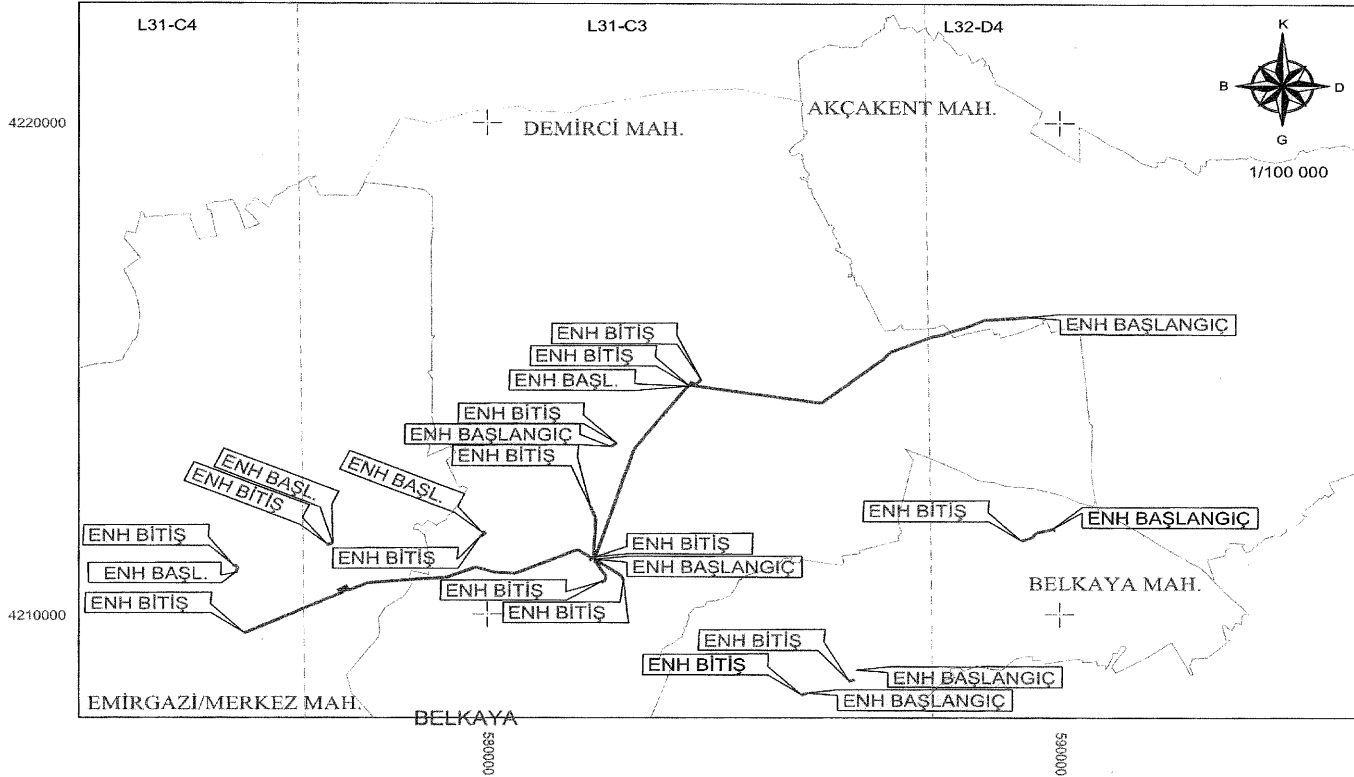 L31-C4
L31-C3
L32-D4
K
B
D
G
1/100 000
4220000
DEMİRCİ MAH.
AKÇAKENT MAH.
ENH BİTİŞ
ENH BİTİŞ
ENH BAŞL.
ENH BAŞLANGIÇ
ENH BİTİŞ
ENH BAŞLANGIÇ
ENH BİTİŞ
ENH BAŞL.
ENH BİTİŞ
ENH BAŞL.
ENH BİTİŞ
ENH BİTİŞ
ENH BAŞL.
ENH BİTİŞ
ENH BİTİŞ
ENH BAŞLANGIÇ
ENH BİTİŞ
ENH BİTİŞ
ENH BİTİŞ
ENH BAŞLANGIÇ
BELKAYA MAH.
4210000
ENH BİTİŞ
ENH BİTİŞ
ENH BAŞLANGIÇ
ENH BAŞLANGIÇ
EMİRGAZİ/MERKEZ MAH.
BELKAYA
580000
590000